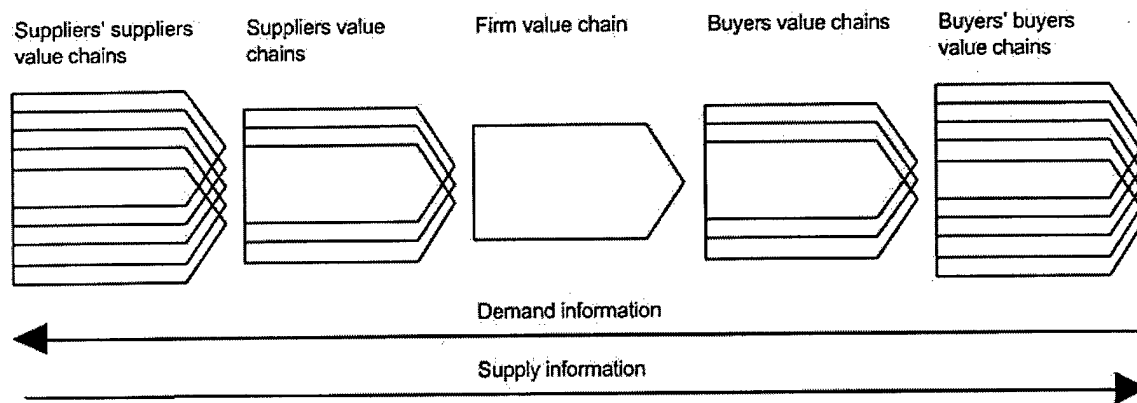 Suppliers' suppliers
value chains
Suppliers value
chains
Firm value chain
Buyers value chains
Buyers' buyers
value chains
Demand information
Supply information